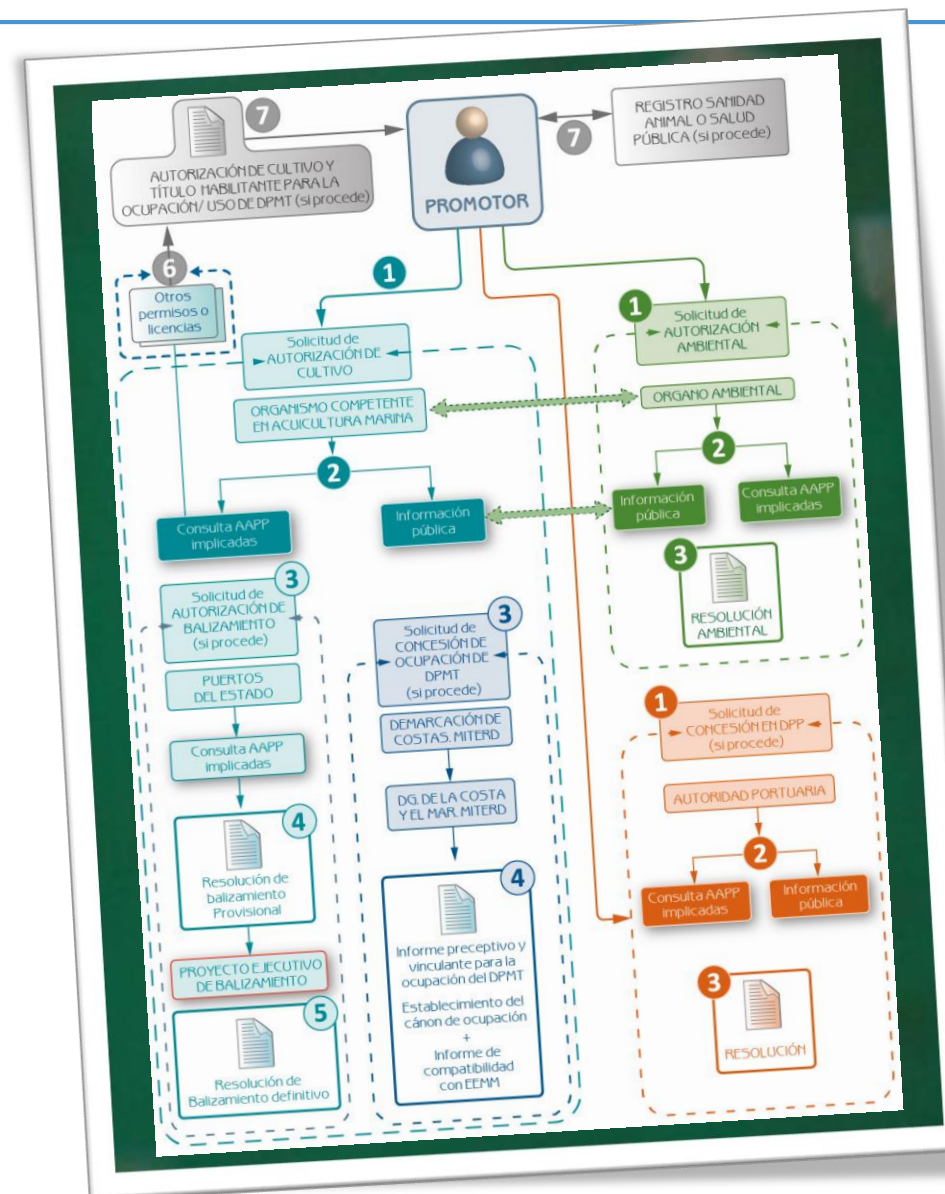 7
AUTORIZACIÓN DE CULTIVO Y
TÍTULO HABILITANTE PARA LA
OCUPACIÓN/ USO DE DPMT (si procede)
PROMOTOR
7
REGISTRO SANIDAD
ANIMAL O SALUD
PÚBLICA (si procede)
6
Otros
permisos o
licencias
1
Solicitud de
AUTORIZACIÓN DE
CULTIVO
ORGANISMO COMPETENTE
EN ACUICULTURA MARINA
2
Consulta AAPP
implicadas
Información
pública
1
Solicitud de
AUTORIZACIÓN
AMBIENTAL
ORGANO AMBIENTAL
2
Información
pública
Consulta AAPP
implicadas
3
RESOLUCIÓN
AMBIENTAL
3
Solicitud de
AUTORIZACIÓN DE
BALIZAMIENTO
(si procede)
PUERTOS
DEL ESTADO
Consulta AAPP
implicadas
4
Resolución de
balizamiento
Provisional
PROYECTO EJECUTIVO
DE BALIZAMIENTO
5
Resolución de
Balizamiento definitivo
3
Solicitud de
CONCESIÓN DE
OCUPACIÓN DE
DPMT
(si procede)
DEMARCACIÓN DE
COSTAS. MITERD
DG. DE LA COSTA
Y EL MAR. MITERD
4
Informe preceptivo y
vinculante para la
ocupación del DPMT
Establecimiento del
cánon de ocupación
+
Informe de
compatibilidad
con EEMM
1
Solicitud de
CONCESIÓN EN DPP
(si procede)
AUTORIDAD PORTUARIA
2
Consulta AAPP
implicadas
Información
pública
3
RESOLUCIÓN